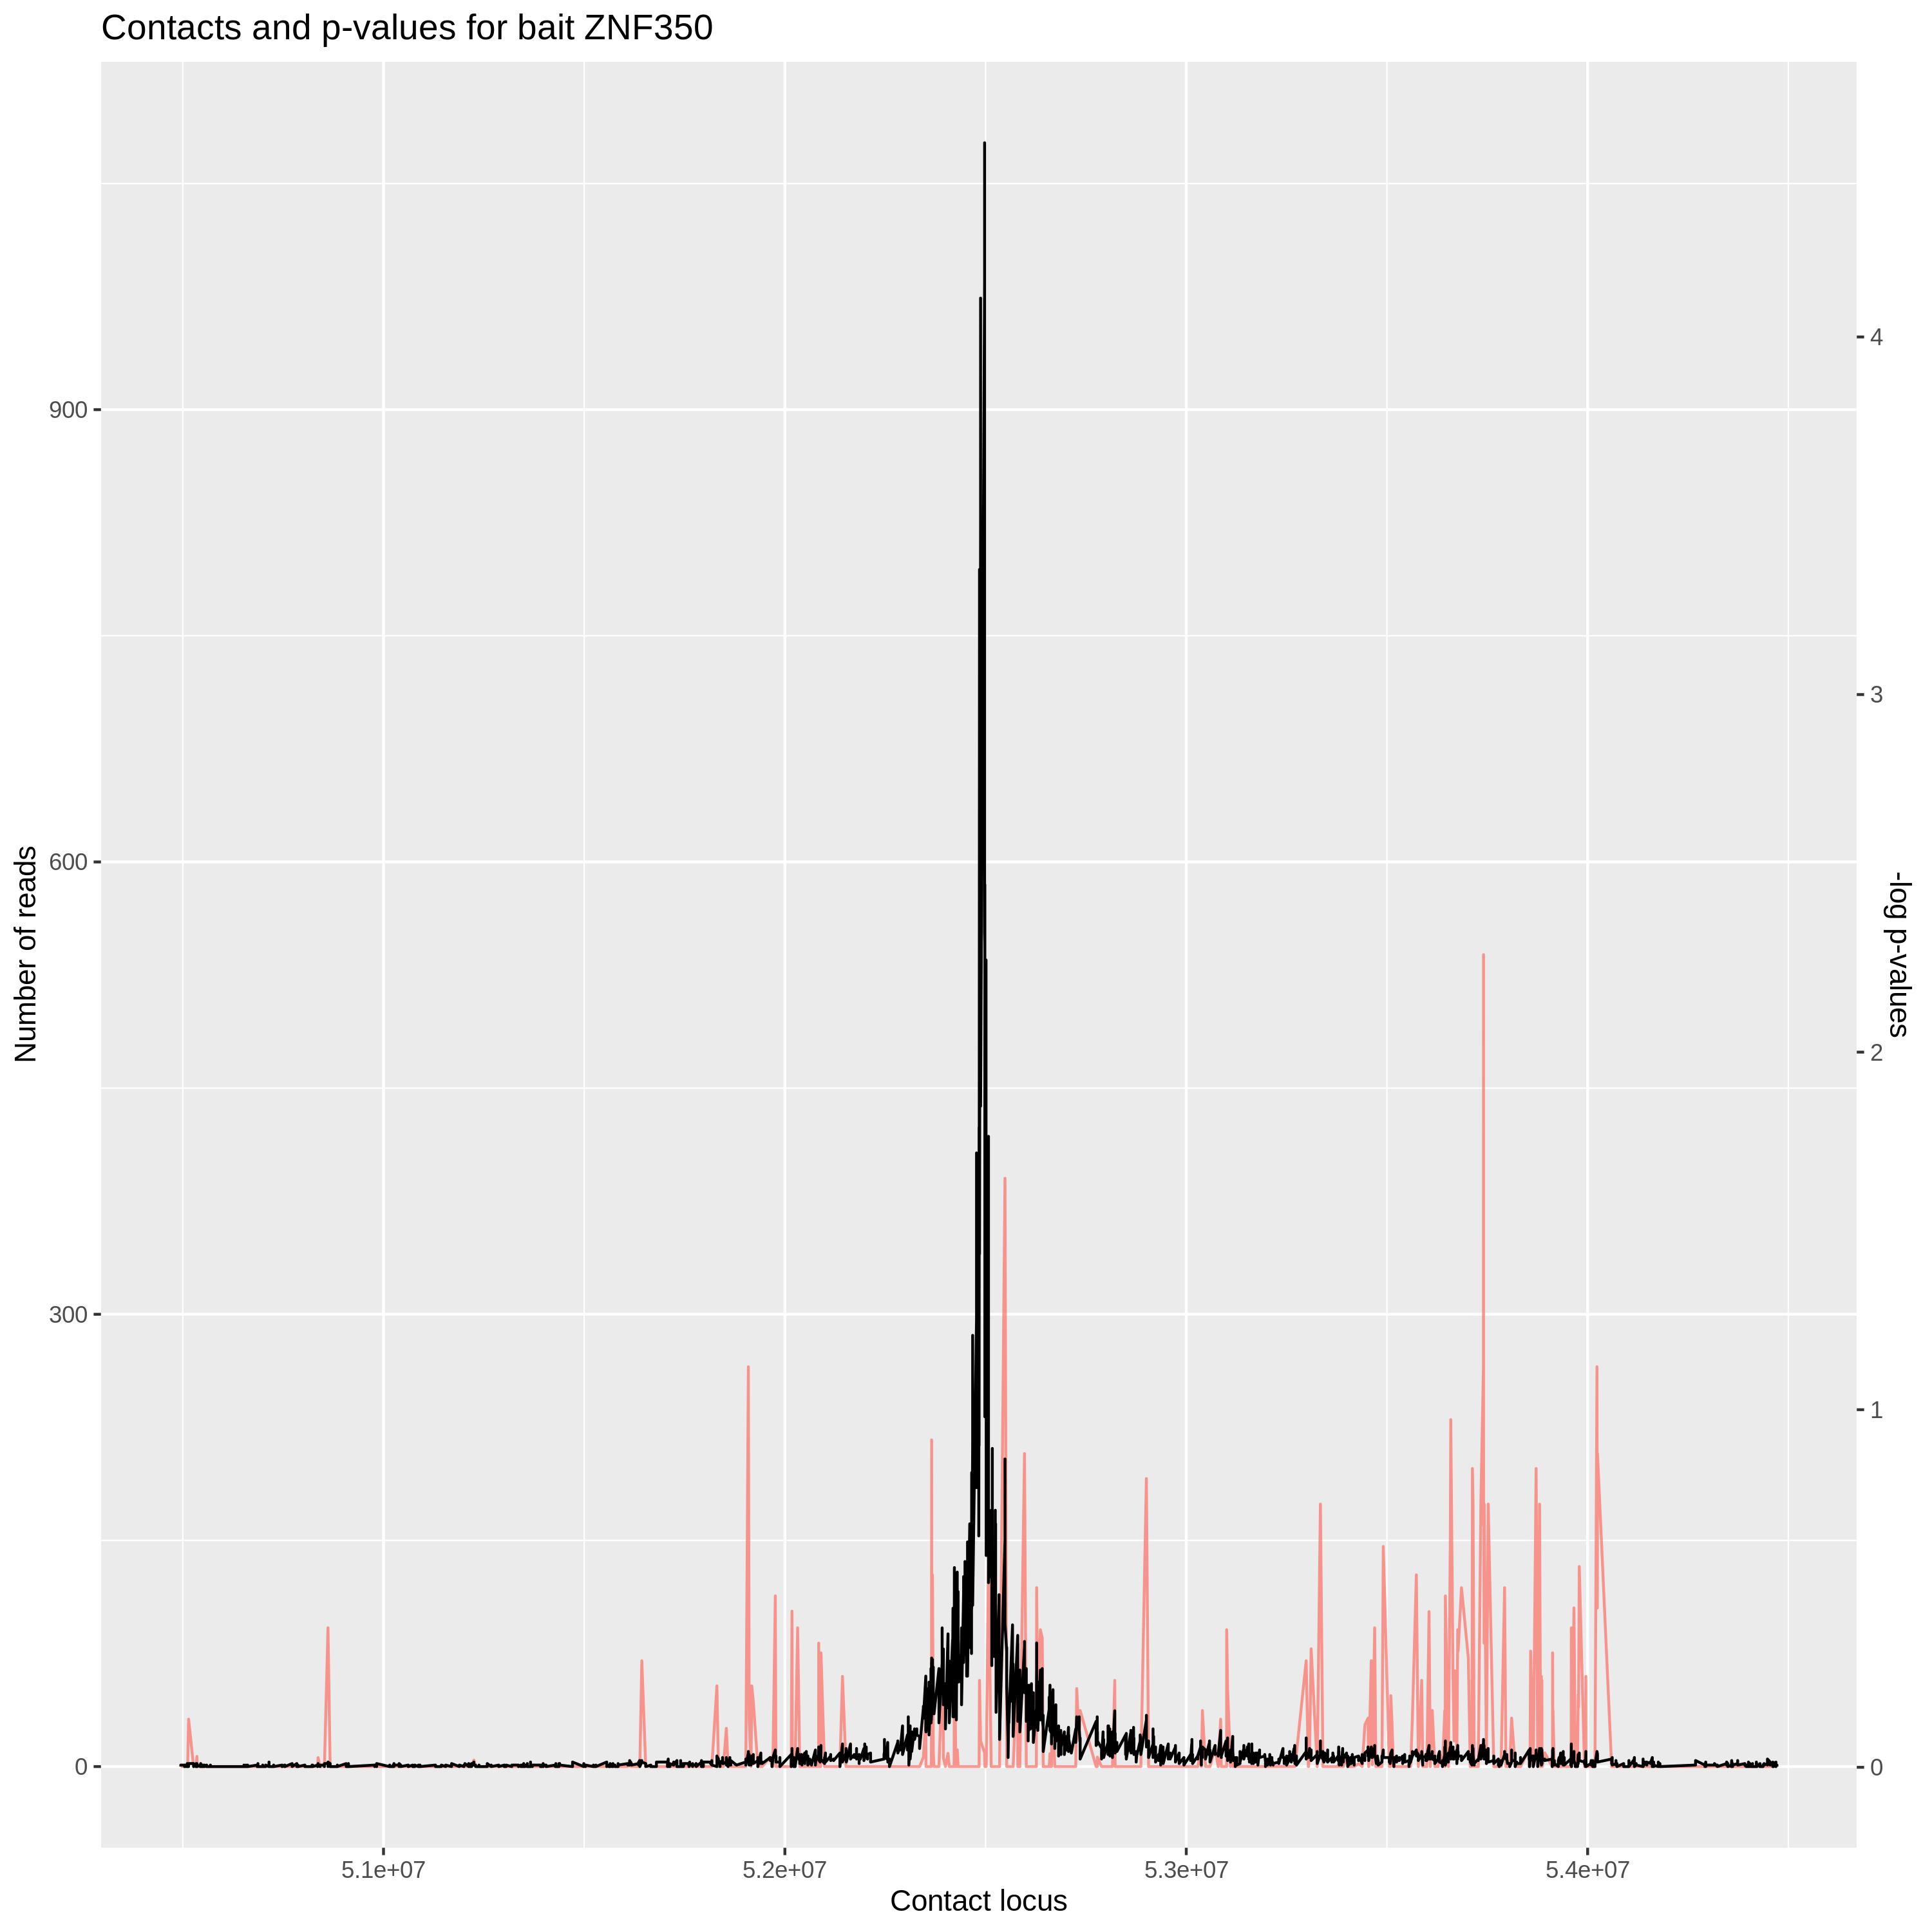 Contacts and p-values for bait ZNF350
900
600
300
0
Number of reads
4
3
2
1
0
-log p-values
5.1e+07
5.2e+07
5.3e+07
5.4e+07
Contact locus